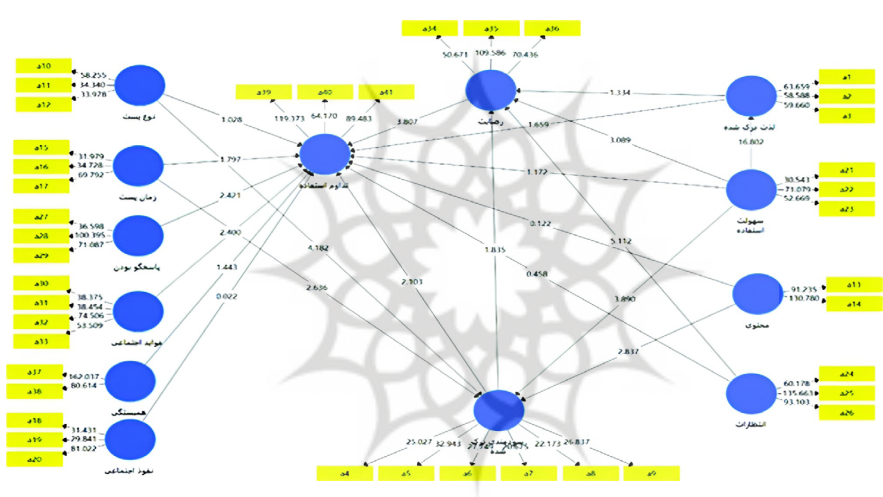 a34
a35
a36
50.671
109.586
70.436
a10
a11
a12
58.255
34.340
33.978
نوع پست
a39
a40
a41
119.373
64.170
89.483
تداوم استفاده
رضایت
a1
a2
a3
63.659
58.588
59.660
لذت درک شده
1.334
3.807
1.659
1.028
16.802
a15
a16
a17
31.979
34.728
69.792
زمان پست
1.797
1.172
3.089
a21
a22
a23
30.543
71.079
52.669
سهولت
استفاده
a27
a28
a29
36.598
100.395
71.087
پاسخگو بودن
2.421
2.400
0.122
5.112
4.182
1.835
1.443
0.458
2.103
2.636
0.022
3.890
a13
a14
91.235
130.780
محتوی
a30
a31
a32
a33
38.375
38.454
74.506
53.509
فواید اجتماعی
2.837
a37
a38
162.017
80.614
همبستگی
a24
a25
a26
60.178
135.663
93.103
انتظارات
a18
a19
a20
31.431
29.841
81.022
نفوذ اجتماعی
سودمندی درک
شده
25.027
32.943
22.173
26.837
a4
a5
a6
a7
a8
a9